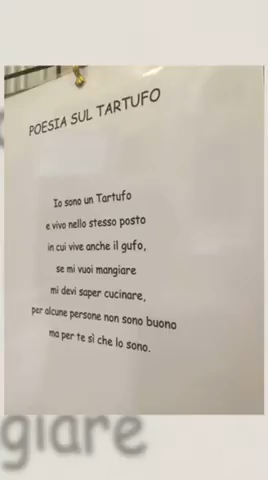 POESIA SUL TARTUFO
Io sono un Tartufo
e vivo nello stesso posto
in cui vive anche il gufo,
se mi vuoi mangiare
mi devi saper cucinare,
per alcune persone non sono buono
ma per te sì che lo sono.
giare